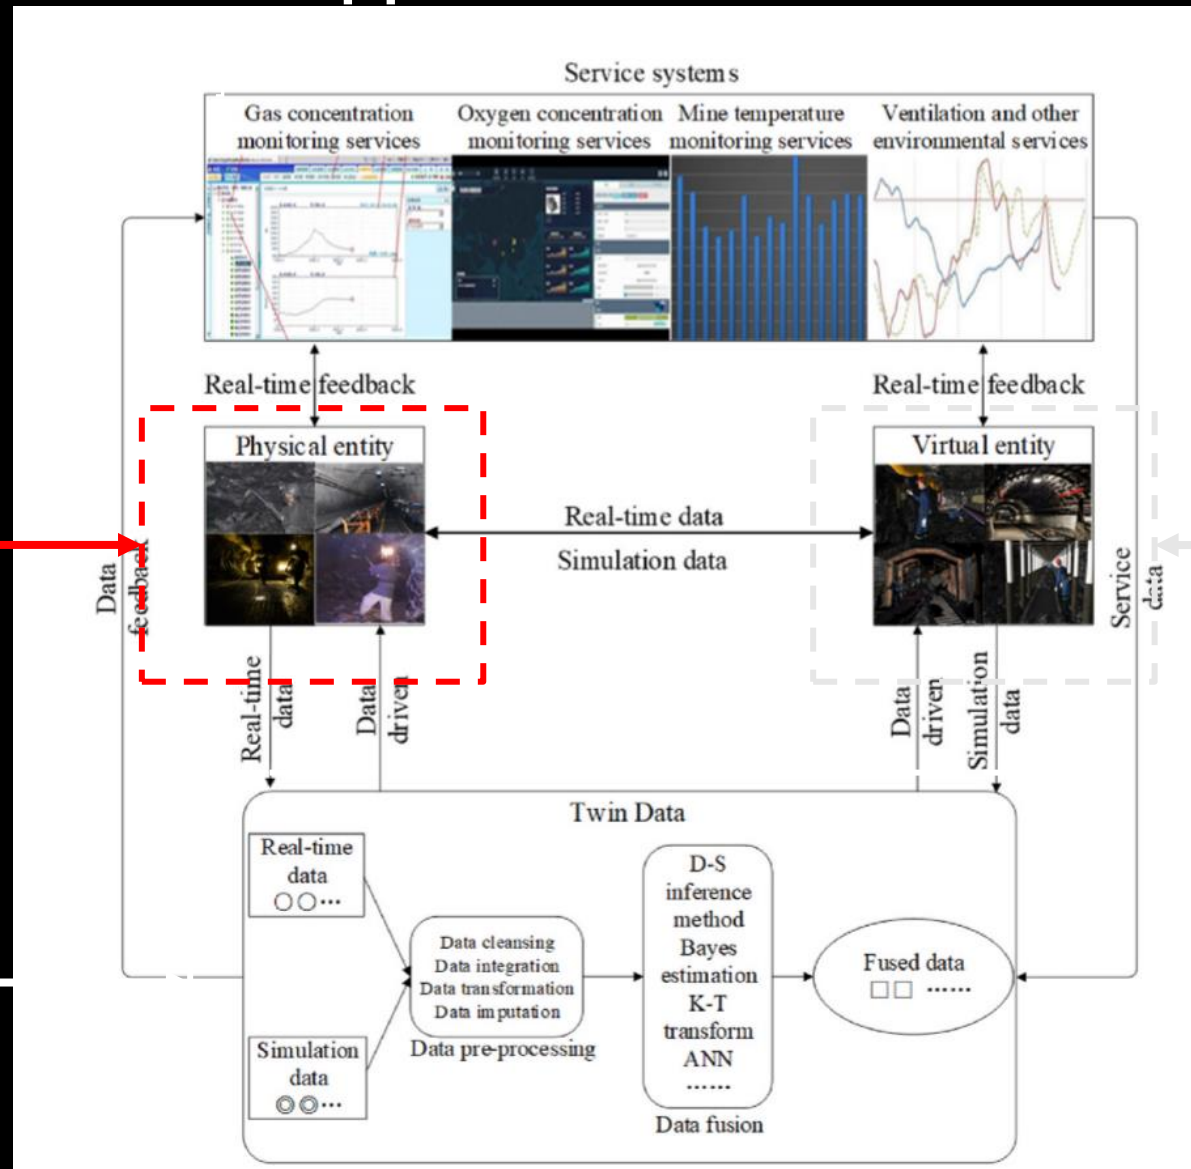 Service systems
Gas concentration
monitoring services
Oxygen concentration
monitoring services
Mine temperature
monitoring services
Ventilation and other
environmental services
Real-time feedback
Real-time feedback
Physical entity
Virtual entity
Real-time data
Simulation data
Data
feedback
Service
data
Real-time
data
Data
driven
Data
driven
Simulation
data
Twin Data
Real-time
data
Simulation
data
Data cleansing
Data integration
Data transformation
Data imputation
Data pre-processing
D-S
inference
method
Bayes
estimation
K-T
transform
ANN
......
Data fusion
Fused data
......